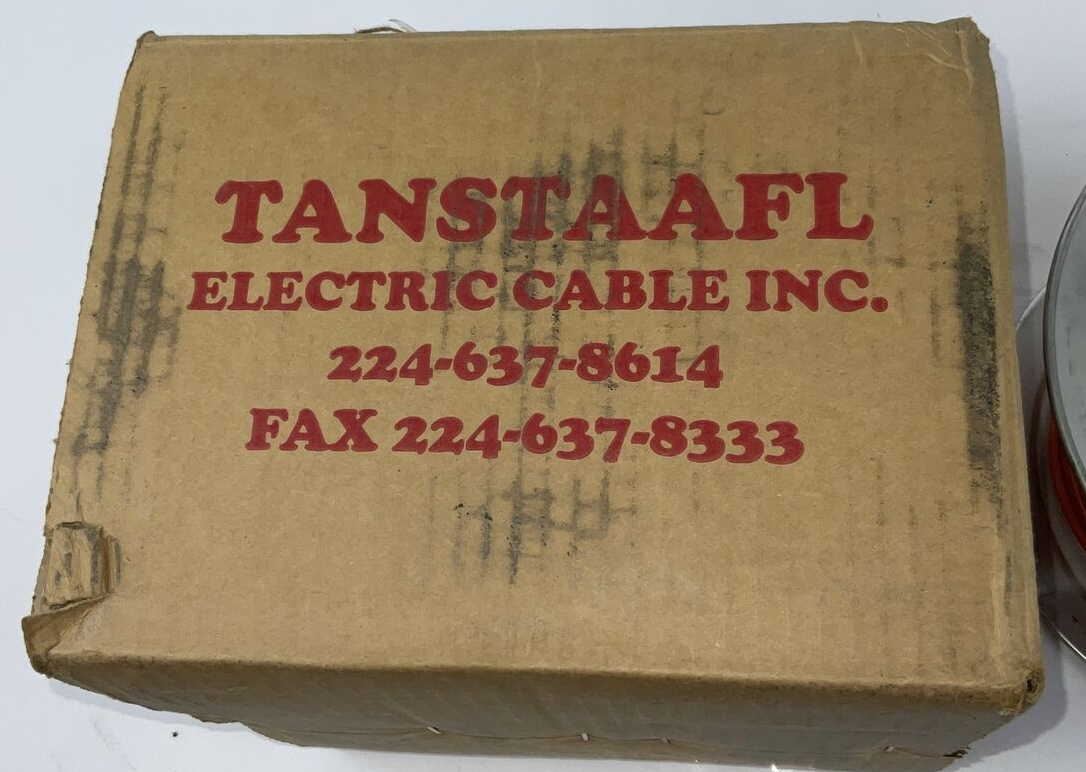 TANSTAAFL
ELECTRIC CABLE INC.
224-637-8614
FAX 224-637-8333